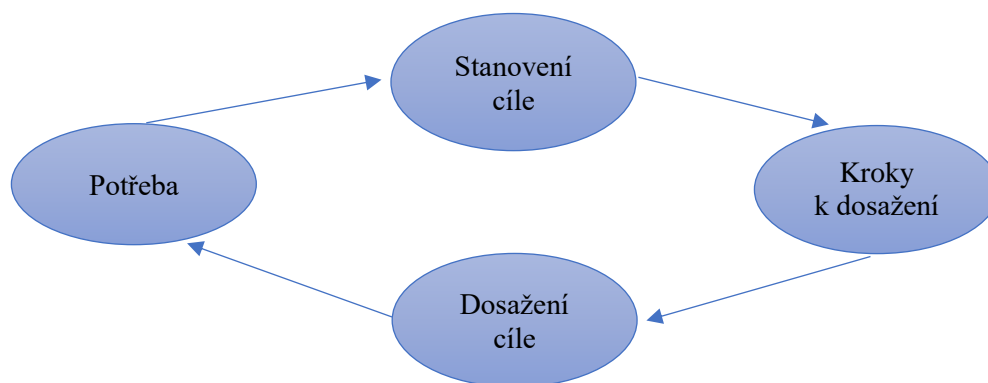 Stanovení
cíle
Potřeba
Kroky
k dosažení
Dosažení
cíle